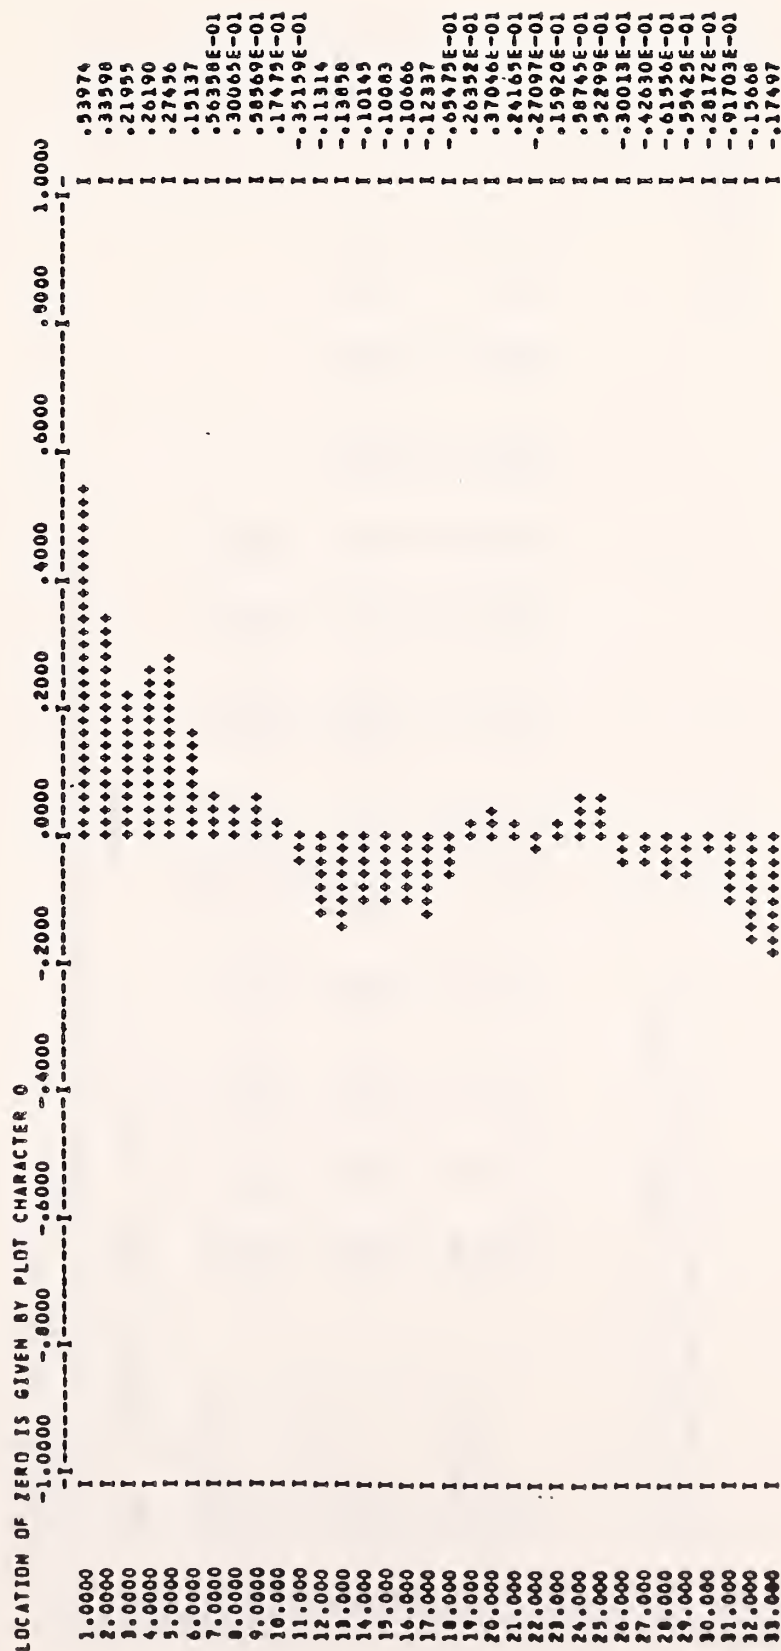 LOCATION OF ZERO IS GIVEN BY PLOT CHARACTER 0
-1.0000 -.8000 -.6000 -.4000 -.2000 .0000 .2000 .4000 .6000 .8000 1.0000
-I---------I---------I---------I---------I---------I---------I---------I---------I---------I---------I-
1.0000 I I .53974
2.0000 I I .33598
3.0000 I I .21955
4.0000 I I .26190
5.0000 I I .27456
6.0000 I I .15137
7.0000 I I .56358E-01
8.0000 I I .30065E-01
9.0000 I I .58569E-01
10.000 I I .17475E-01
11.000 I I -.35159E-01
12.000 I I -.11314
13.000 I I -.13858
14.000 I I -.10145
15.000 I I -.10083
16.000 I I -.10666
17.000 I I -.12337
18.000 I I -.65475E-01
19.000 I I .26352E-01
20.000 I I .37046E-01
21.000 I I .24165E-01
22.000 I I -.27097E-01
23.000 I I .15920E-01
24.000 I I .58745E-01
25.000 I I .52299E-01
26.000 I I -.30013E-01
27.000 I I -.42630E-01
28.000 I I -.61556E-01
29.000 I I -.55425E-01
30.000 I I -.28172E-01
31.000 I I -.91703E-01
32.000 I I -.15668
33.000 I I -.17497